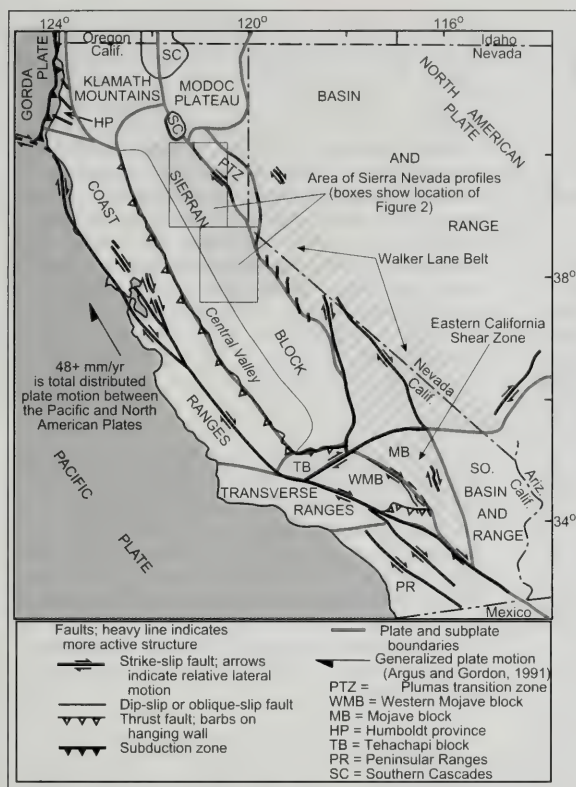 124°
120°
116°
Oregon
Calif.
SC
Idaho
Nevada
GORDA
PLATE
KLAMATH
MOUNTAINS
MODOC
PLATEAU
BASIN
NORTH
AMERICAN
PLATE
HP
SC
PTZ
AND
Area of Sierra Nevada profiles
(boxes show location of
Figure 2)
COAST
SIERRAN
RANGE
Walker Lane Belt
38°
Central Valley
BLOCK
Eastern California
Shear Zone
48+ mm/yr
is total distributed
plate motion between
the Pacific and North
American Plates
Nevada
Calif.
RANGES
PACIFIC
PLATE
TB
MB
WMB
SO.
BASIN
AND
RANGE
Ariz.
Calif.
TRANSVERSE
RANGES
34°
PR
Mexico
Faults; heavy line indicates
more active structure
Strike-slip fault; arrows
indicate relative lateral
motion
Dip-slip or oblique-slip fault
Thrust fault; barbs on
hanging wall
Subduction zone
Plate and subplate
boundaries
Generalized plate motion
(Argus and Gordon, 1991)
PTZ = Plumas transition zone
WMB = Western Mojave block
MB = Mojave block
HP = Humboldt province
TB = Tehachapi block
PR = Peninsular Ranges
SC = Southern Cascades